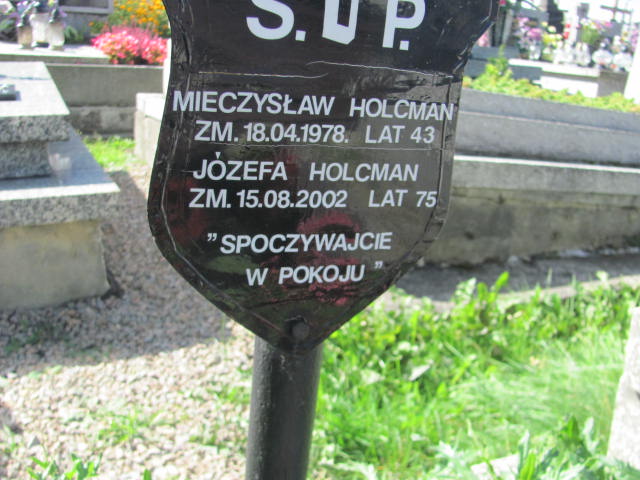 Ś. † P.
MIECZYSŁAW HOLCMAN
ZM. 18.04.1978. LAT 43
JÓZEFA HOLCMAN
ZM. 15.08.2002 LAT 75
"SPOCZYWAJCIE
W POKOJU"